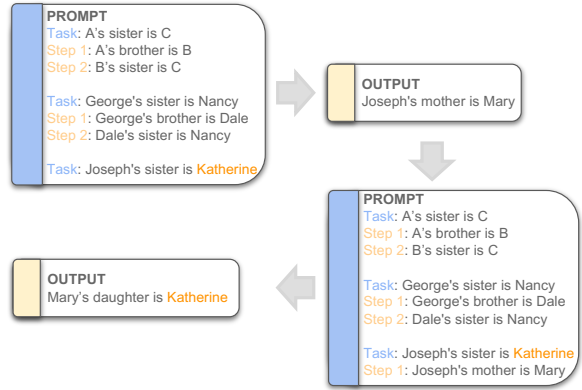 PROMPT
Task: A's sister is C
Step 1: A's brother is B
Step 2: B's sister is C
Task: George's sister is Nancy
Step 1: George's brother is Dale
Step 2: Dale's sister is Nancy
Task: Joseph's sister is Katherine
OUTPUT
Joseph's mother is Mary
PROMPT
Task: A's sister is C
Step 1: A's brother is B
Step 2: B's sister is C
Task: George's sister is Nancy
Step 1: George's brother is Dale
Step 2: Dale's sister is Nancy
Task: Joseph's sister is Katherine
Step 1: Joseph's mother is Mary
OUTPUT
Mary's daughter is Katherine